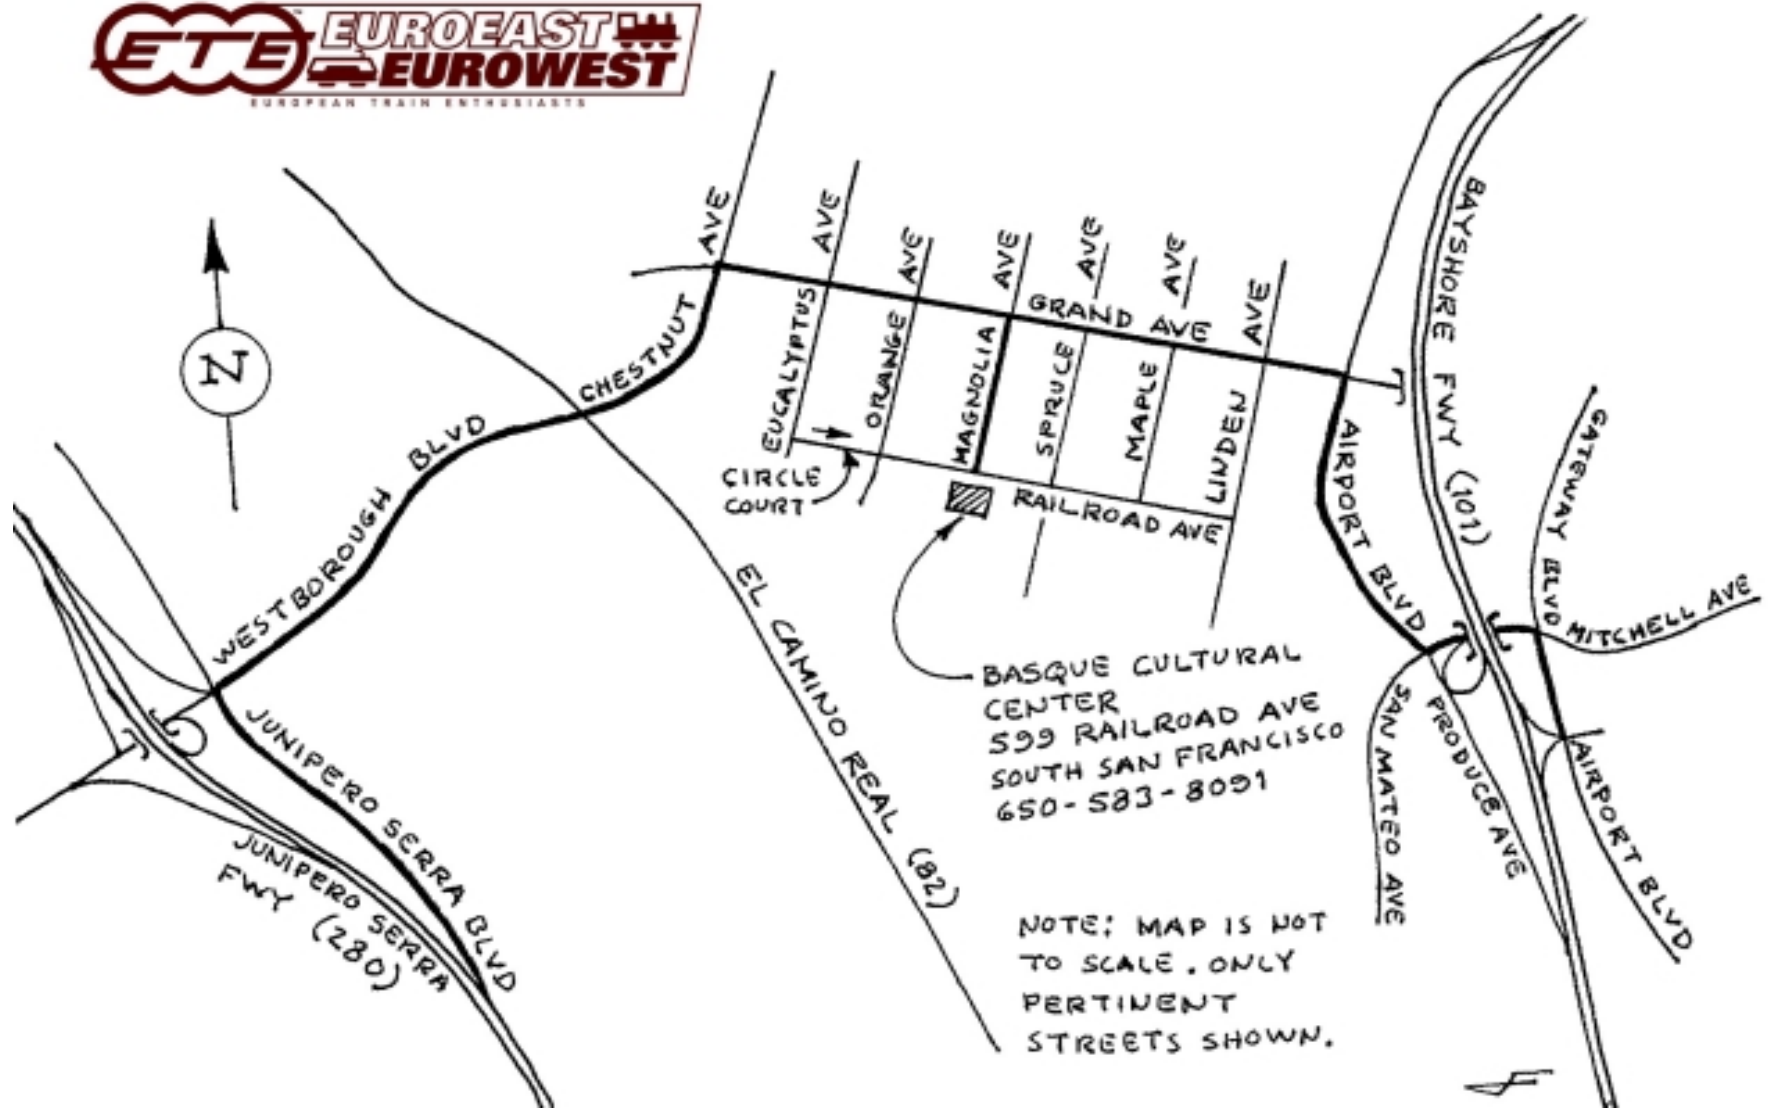 ETE
EUROEAST
EUROWEST
EUROPEAN TRAIN ENTHUSIASTS
N
CHESTNUT AVE
EUCALYPTUS AVE
ORANGE AVE
MAGNOLIA AVE
SPRUCE AVE
MAPLE AVE
LINDEN AVE
GRAND AVE
BAYSHORE FWY (101)
AIRPORT BLVD
GATEWAY BLVD
MITCHELL AVE
CIRCLE
COURT
RAILROAD AVE
WESTBOROUGH BLVD
EL CAMINO REAL (82)
BASQUE CULTURAL
CENTER
599 RAILROAD AVE
SOUTH SAN FRANCISCO
650-583-8091
JUNIPERO SERRA BLVD
JUNIPERO SERRA
FWY (280)
SAN MATEO AVE
PRODUCE AVE
AIRPORT BLVD
NOTE: MAP IS NOT
TO SCALE. ONLY
PERTINENT
STREETS SHOWN.